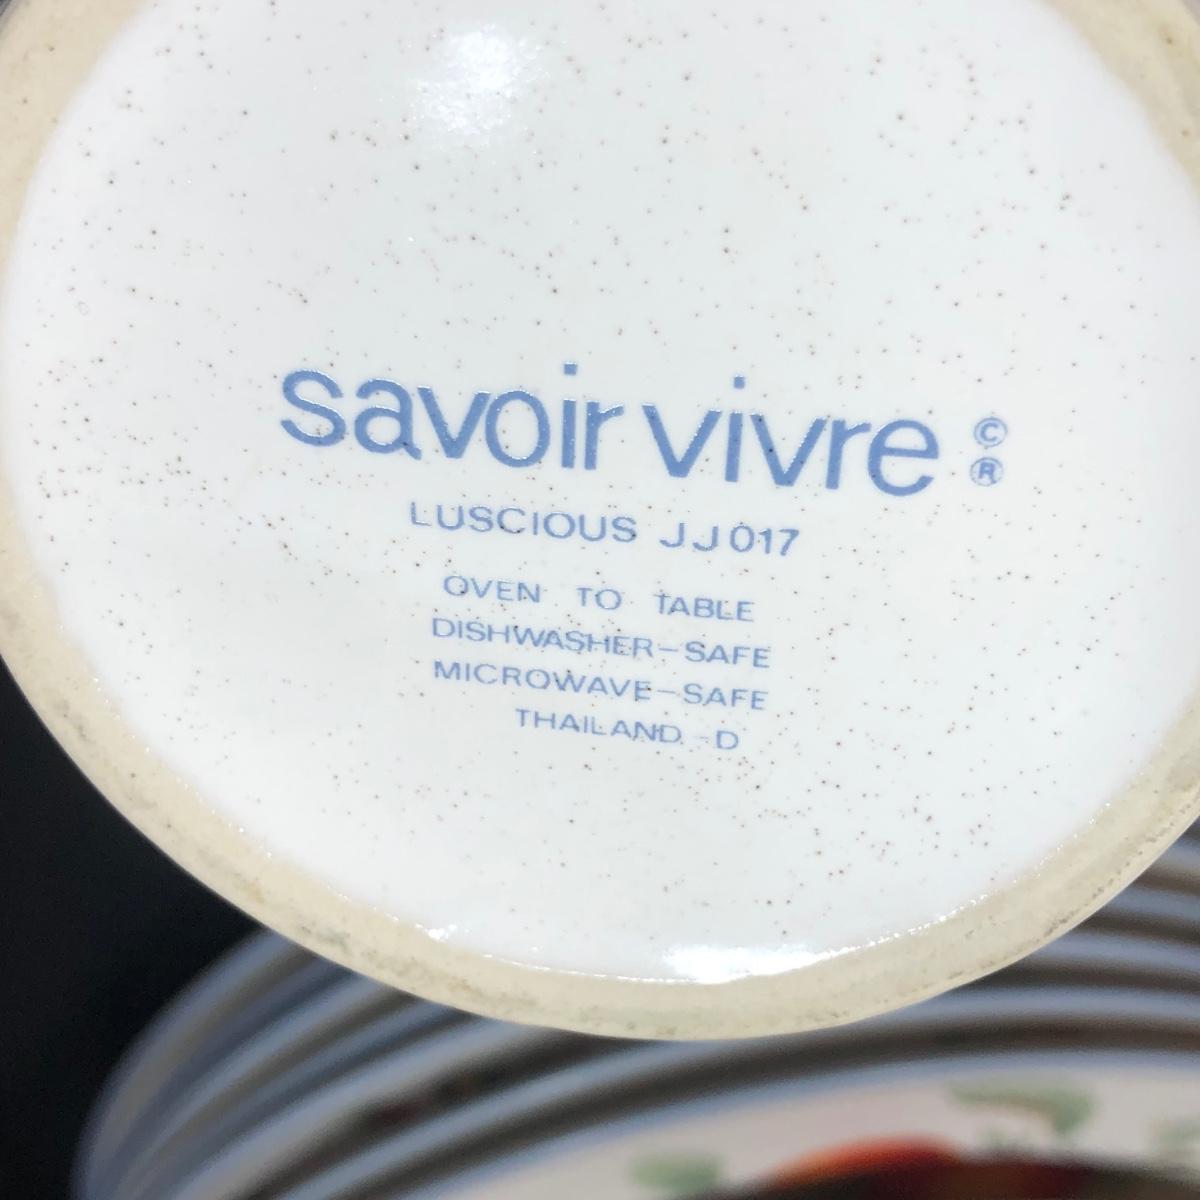 savoir vivre ©
®
LUSCIOUS JJ017
OVEN TO TABLE
DISHWASHER-SAFE
MICROWAVE-SAFE
THAILAND -D